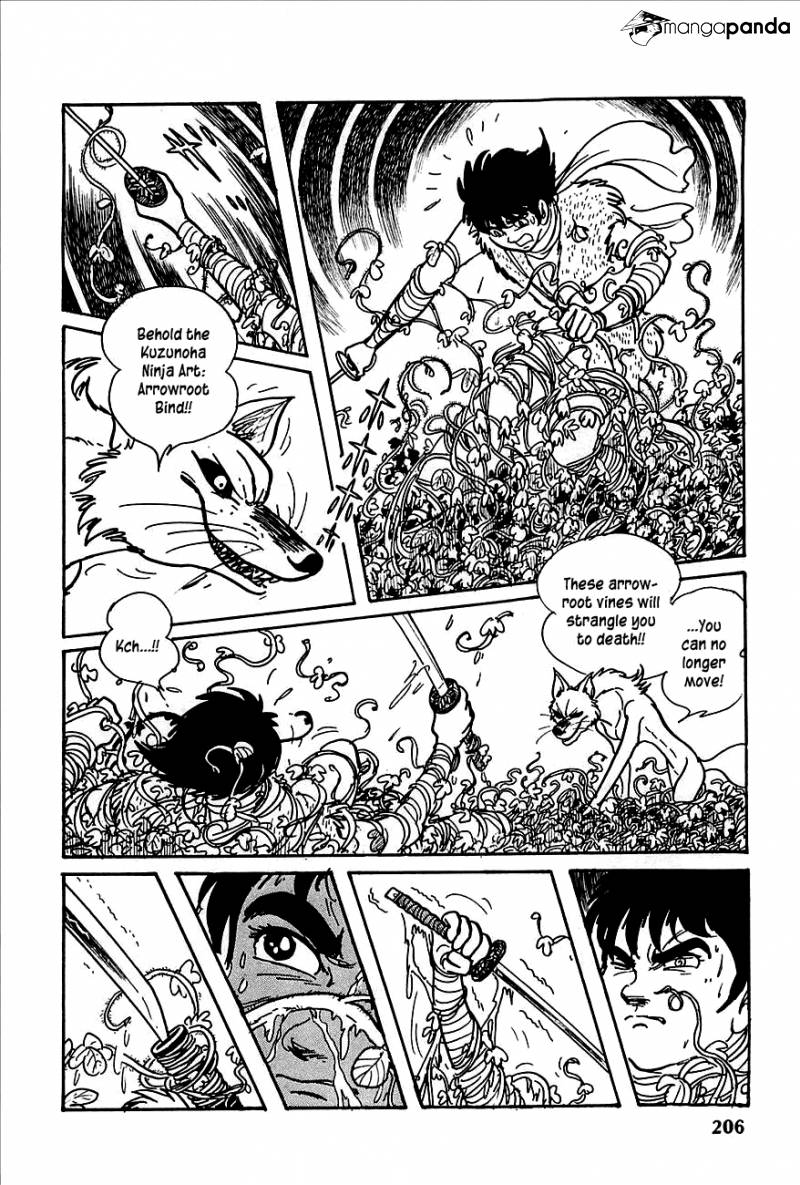 mangapanda
Behold the
Kuzunoha
Ninja Art:
Arrowroot
Bind!!
These arrow-
root vines will
strangle you
to death!!
...You
can no
longer
move!
Kch...!!
206